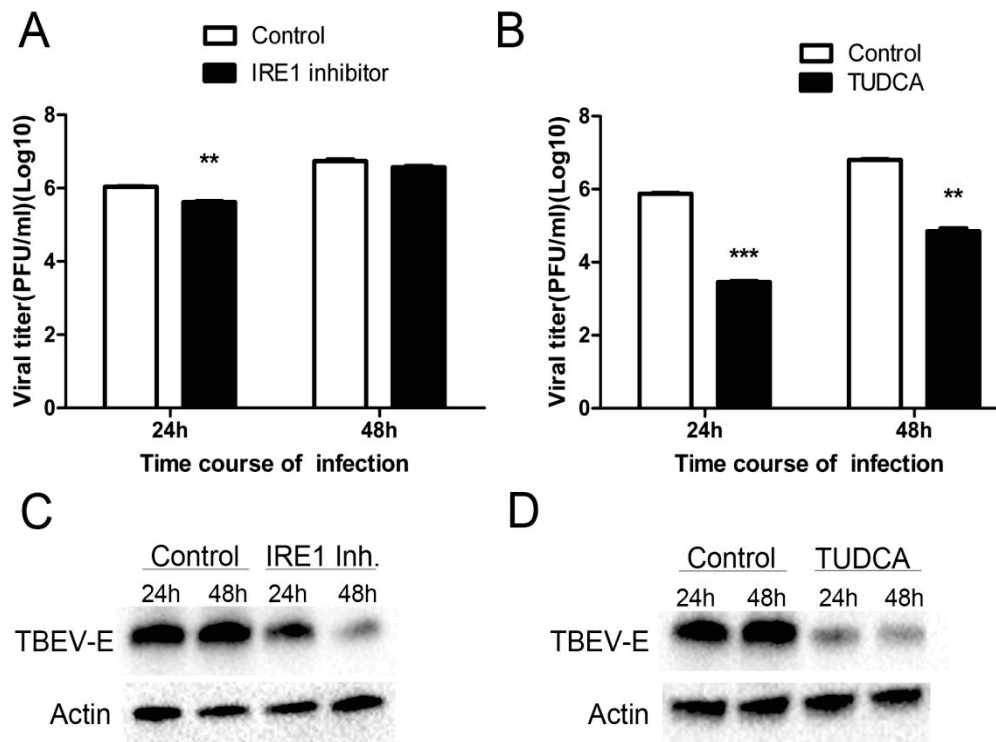 A
Control
IRE1 inhibitor
Viral titer(PFU/ml)(Log10)
8
6
4
2
0
**
24h
48h
Time course of infection
B
Control
TUDCA
Viral titer(PFU/ml)(Log10)
8
6
4
2
0
***
**
24h
48h
Time course of infection
C
Control IRE1 Inh.
24h 48h 24h 48h
TBEV-E
Actin
D
Control TUDCA
24h 48h 24h 48h
TBEV-E
Actin